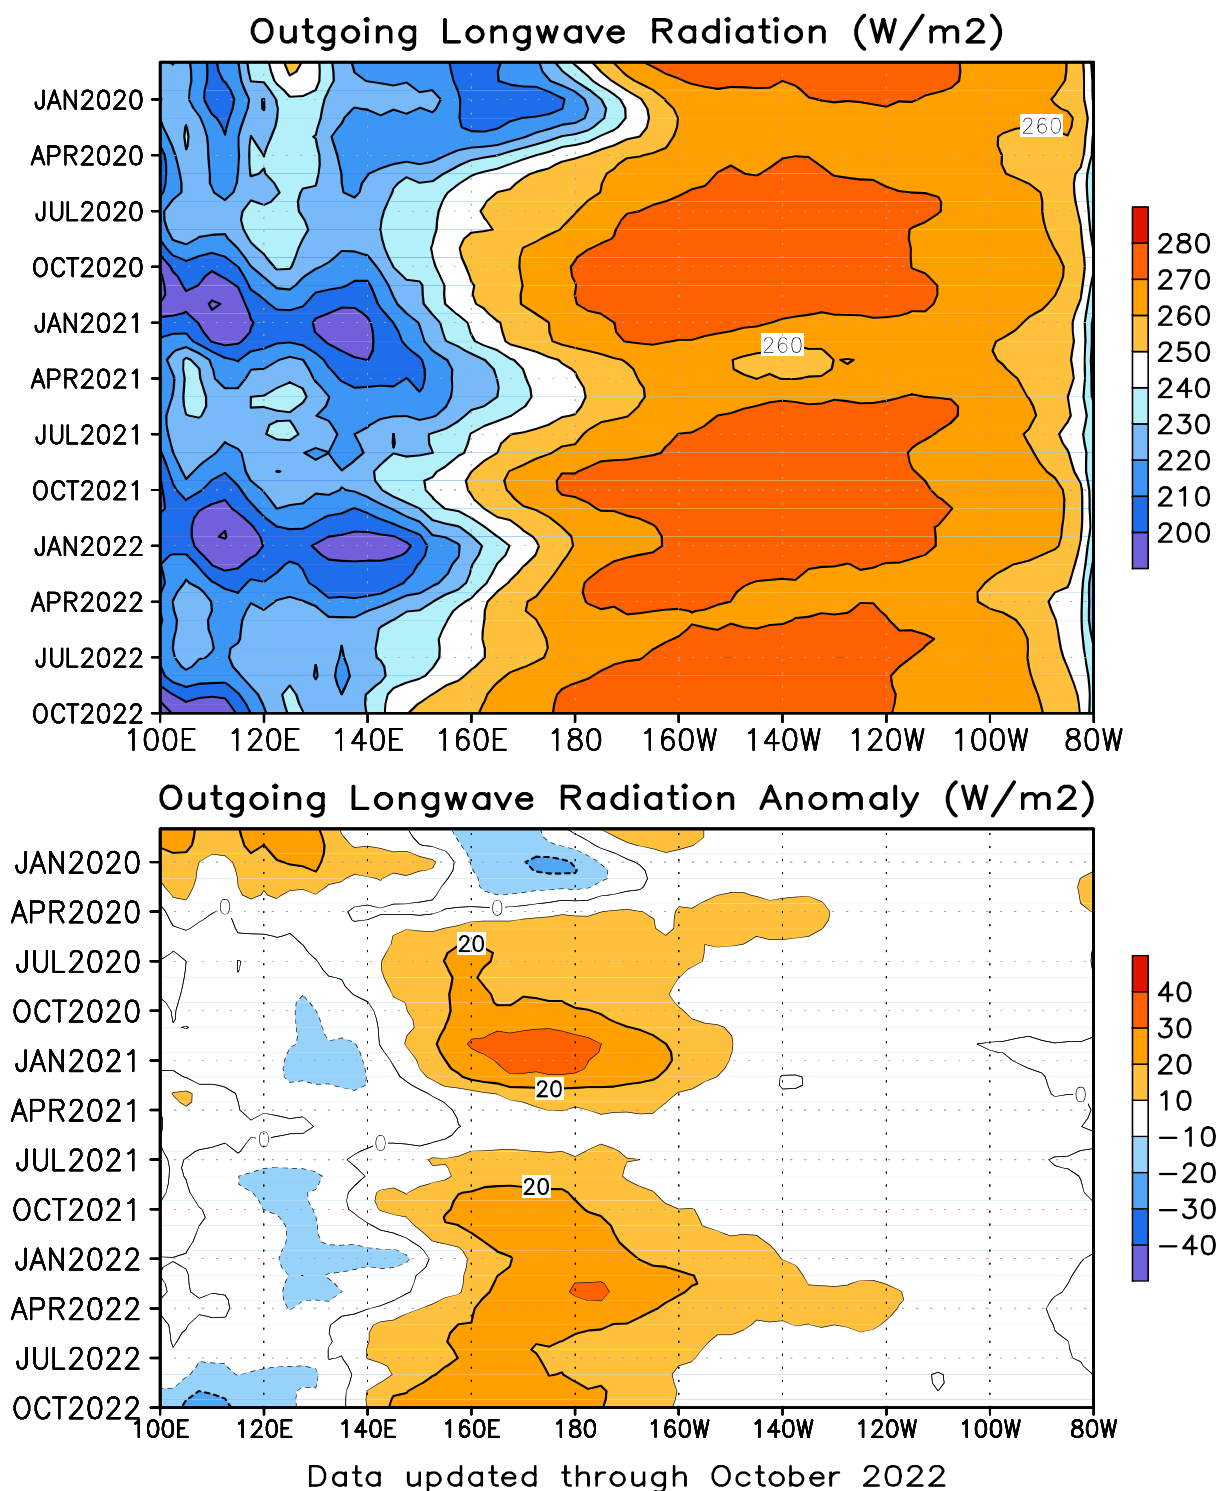 Outgoing Longwave Radiation (W/m2)
JAN2020
APR2020
JUL2020
OCT2020
JAN2021
APR2021
JUL2021
OCT2021
JAN2022
APR2022
JUL2022
OCT2022
260
260
100E 120E 140E 160E 180 160W 140W 120W 100W 80W
280
270
260
250
240
230
220
210
200
Outgoing Longwave Radiation Anomaly (W/m2)
JAN2020
APR2020
JUL2020
OCT2020
JAN2021
APR2021
JUL2021
OCT2021
JAN2022
APR2022
JUL2022
OCT2022
0 0
20
20
0
0 0
20
100E 120E 140E 160E 180 160W 140W 120W 100W 80W
40
30
20
10
-10
-20
-30
-40
Data updated through October 2022